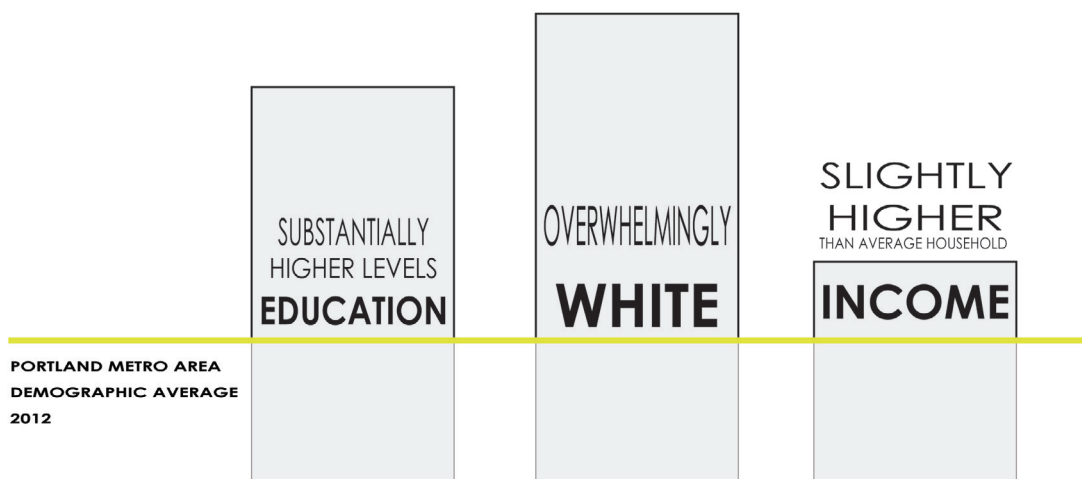 SUBSTANTIALLY
HIGHER LEVELS
EDUCATION
OVERWHELMINGLY
WHITE
SLIGHTLY
HIGHER
THAN AVERAGE HOUSEHOLD
INCOME
PORTLAND METRO AREA
DEMOGRAPHIC AVERAGE
2012